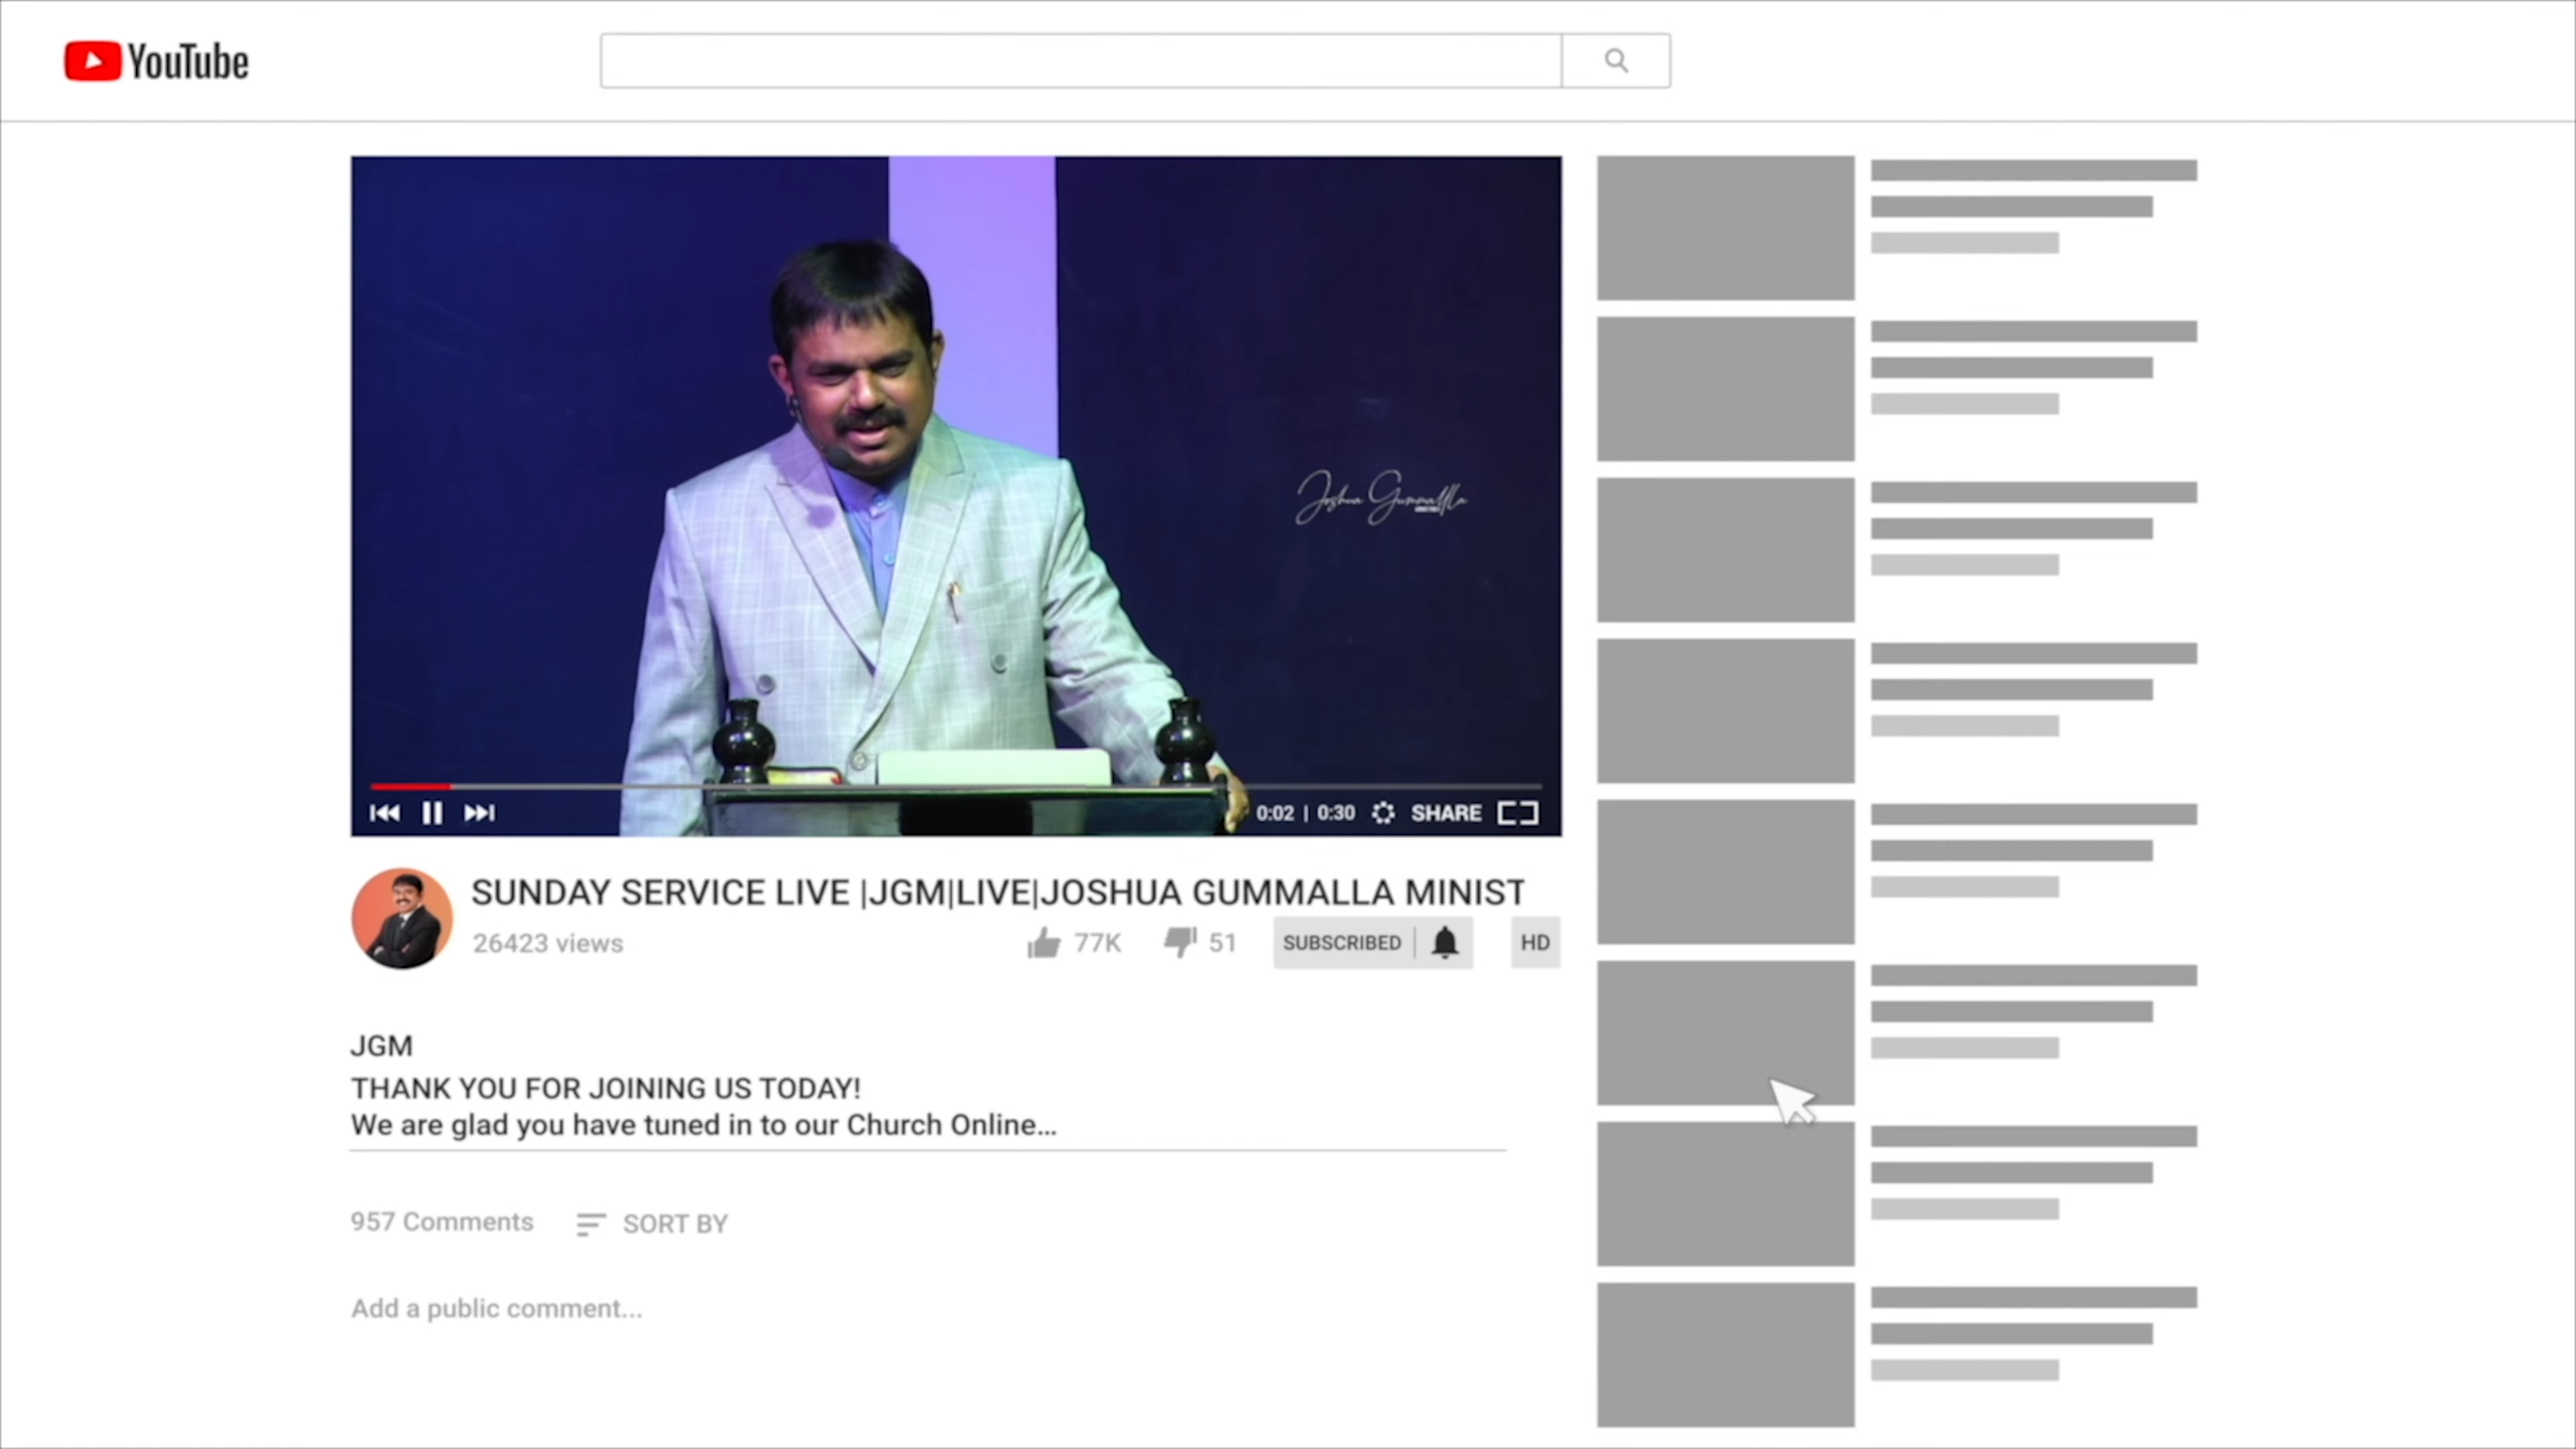 YouTube
Joshua Gummalla
0:02 | 0:30 SHARE
SUNDAY SERVICE LIVE |JGM|LIVE|JOSHUA GUMMALLA MINIST
26423 views 77K 51 SUBSCRIBED HD
JGM
THANK YOU FOR JOINING US TODAY!
We are glad you have tuned in to our Church Online...
957 Comments SORT BY
Add a public comment...